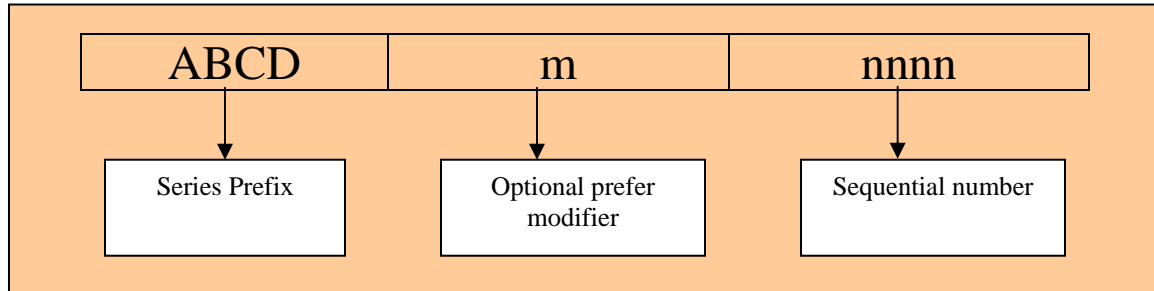 ABCD m nnnn
Series Prefix
Optional prefer
modifier
Sequential number